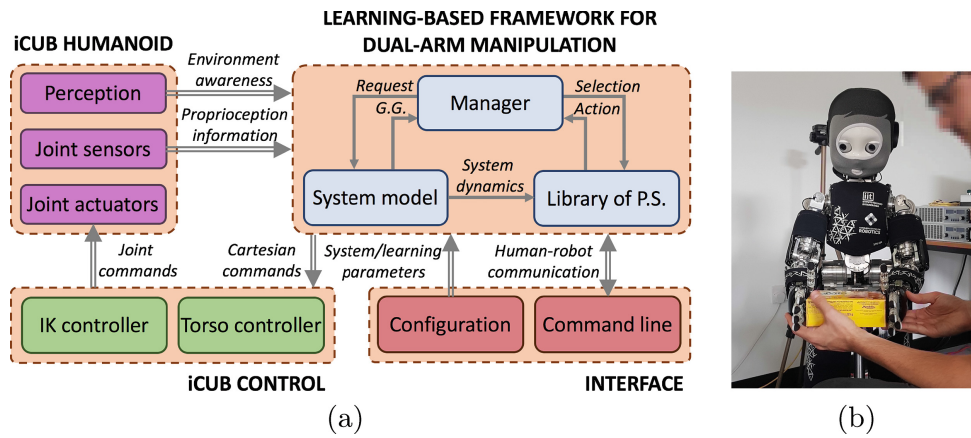 LEARNING-BASED FRAMEWORK FOR
DUAL-ARM MANIPULATION
iCUB HUMANOID
Perception
Joint sensors
Joint actuators
Environment
awareness
Proprioception
information
Request
G.G.
Manager
Selection
Action
System model
System
dynamics
Library of P.S.
Joint
commands
Cartesian
commands
System/learning
parameters
Human-robot
communication
IK controller
Torso controller
Configuration
Command line
iCUB CONTROL
INTERFACE
iit
ROBOTICS
(a)
(b)